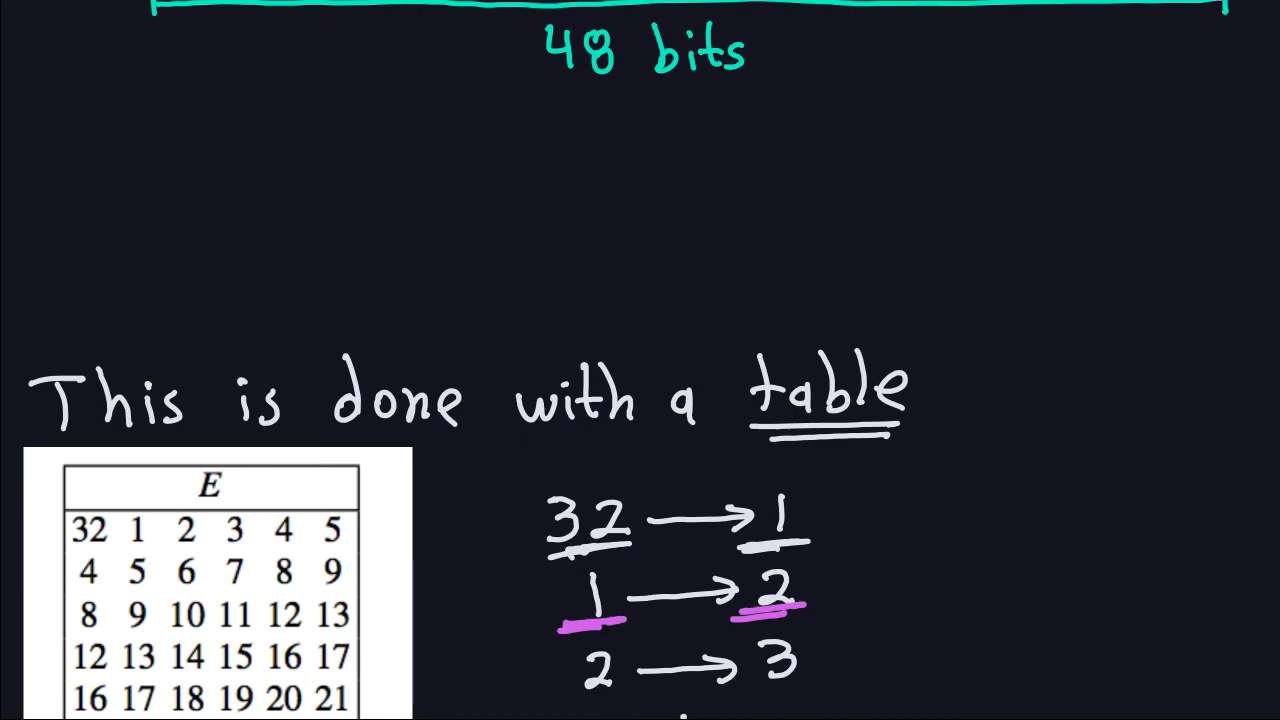 48 bits
This is done with a table
E
32 1 2 3 4 5
4 5 6 7 8 9
8 9 10 11 12 13
12 13 14 15 16 17
16 17 18 19 20 21
32 → 1
1 → 2
2 → 3